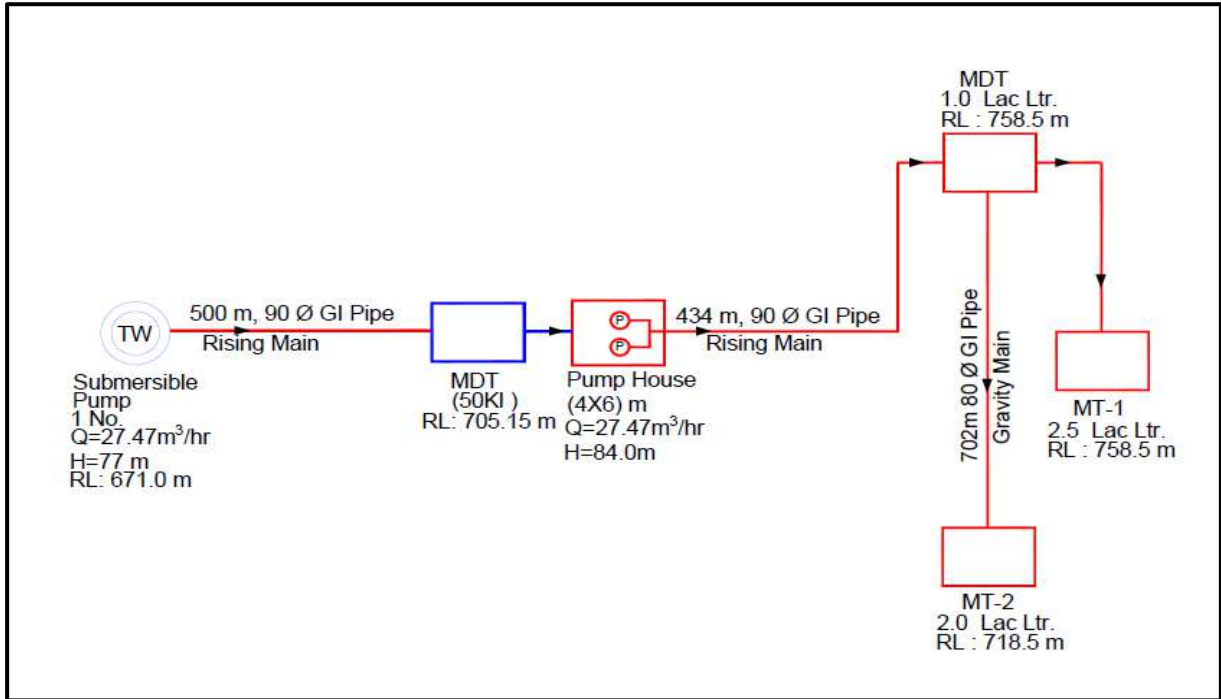 MDT
1.0 Lac Ltr.
RL : 758.5 m
500 m, 90 Ø GI Pipe
Rising Main
TW
Submersible
Pump
1 No.
Q=27.47m³/hr
H=77 m
RL: 671.0 m
MDT
(50Kl )
RL: 705.15 m
P
P
Pump House
(4X6) m
Q=27.47m³/hr
H=84.0m
434 m, 90 Ø GI Pipe
Rising Main
702m 80 Ø GI Pipe
Gravity Main
MT-1
2.5 Lac Ltr.
RL : 758.5 m
MT-2
2.0 Lac Ltr.
RL : 718.5 m